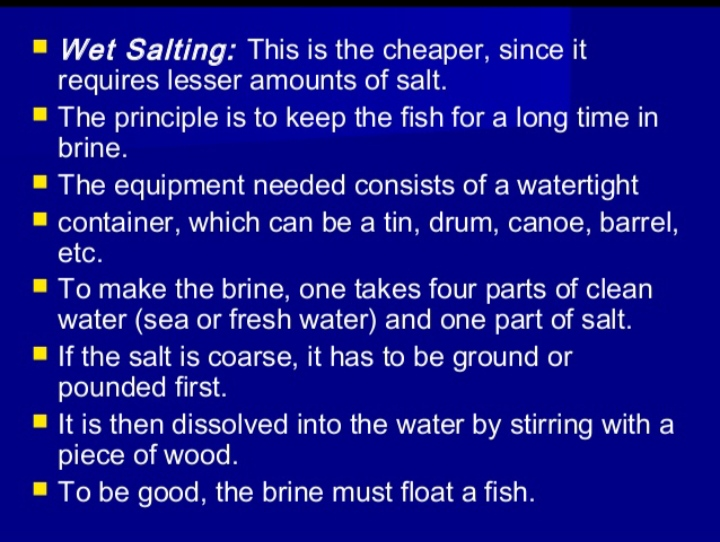 Wet Salting: This is the cheaper, since it
requires lesser amounts of salt.
The principle is to keep the fish for a long time in
brine.
The equipment needed consists of a watertight
container, which can be a tin, drum, canoe, barrel,
etc.
To make the brine, one takes four parts of clean
water (sea or fresh water) and one part of salt.
If the salt is coarse, it has to be ground or
pounded first.
It is then dissolved into the water by stirring with a
piece of wood.
To be good, the brine must float a fish.